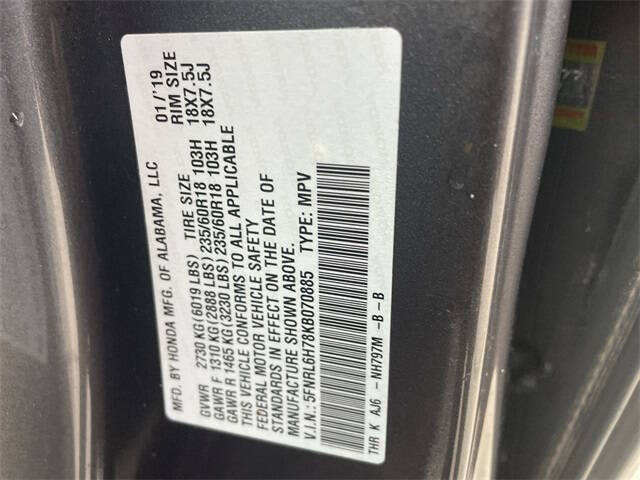 MFD. BY HONDA MFG. OF ALABAMA, LLC 01/'19
TIRE SIZE RIM SIZE
GVWR 2730 KG (6019 LBS)
GAWR F 1310 KG (2888 LBS) 235/60R18 103H 18X7.5J
GAWR R 1465 KG (3230 LBS) 235/60R18 103H 18X7.5J
THIS VEHICLE CONFORMS TO ALL APPLICABLE
FEDERAL MOTOR VEHICLE SAFETY
STANDARDS IN EFFECT ON THE DATE OF
MANUFACTURE SHOWN ABOVE.
V.I.N.: 5FNRL6H78KB070885 TYPE: MPV
THR K AJ6 - NH797M -B - B